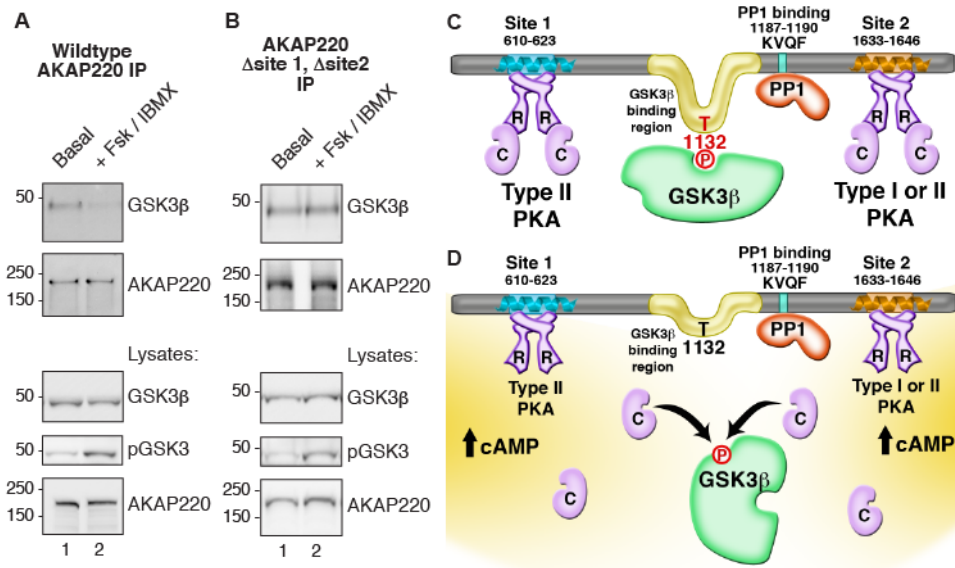 A
Wildtype
AKAP220 IP
Basal
+ Fsk / IBMX
50
GSK3β
250
150
AKAP220
Lysates:
50
GSK3β
50
pGSK3
250
150
AKAP220
1 2
B
AKAP220
Δsite 1, Δsite2
IP
Basal
+ Fsk / IBMX
50
GSK3β
250
150
AKAP220
Lysates:
50
GSK3β
50
pGSK3
250
150
AKAP220
1 2
C
Site 1
610-623
PP1 binding
1187-1190
KVQF
Site 2
1633-1646
GSK3β
binding
region
T
1132
P
GSK3β
PP1
R R
C C
Type II
PKA
R R
C C
Type I or II
PKA
D
Site 1
610-623
PP1 binding
1187-1190
KVQF
Site 2
1633-1646
GSK3β
binding
region
T
1132
PP1
R R
Type II
PKA
R R
Type I or II
PKA
cAMP
C
C
cAMP
P
GSK3β
C
C